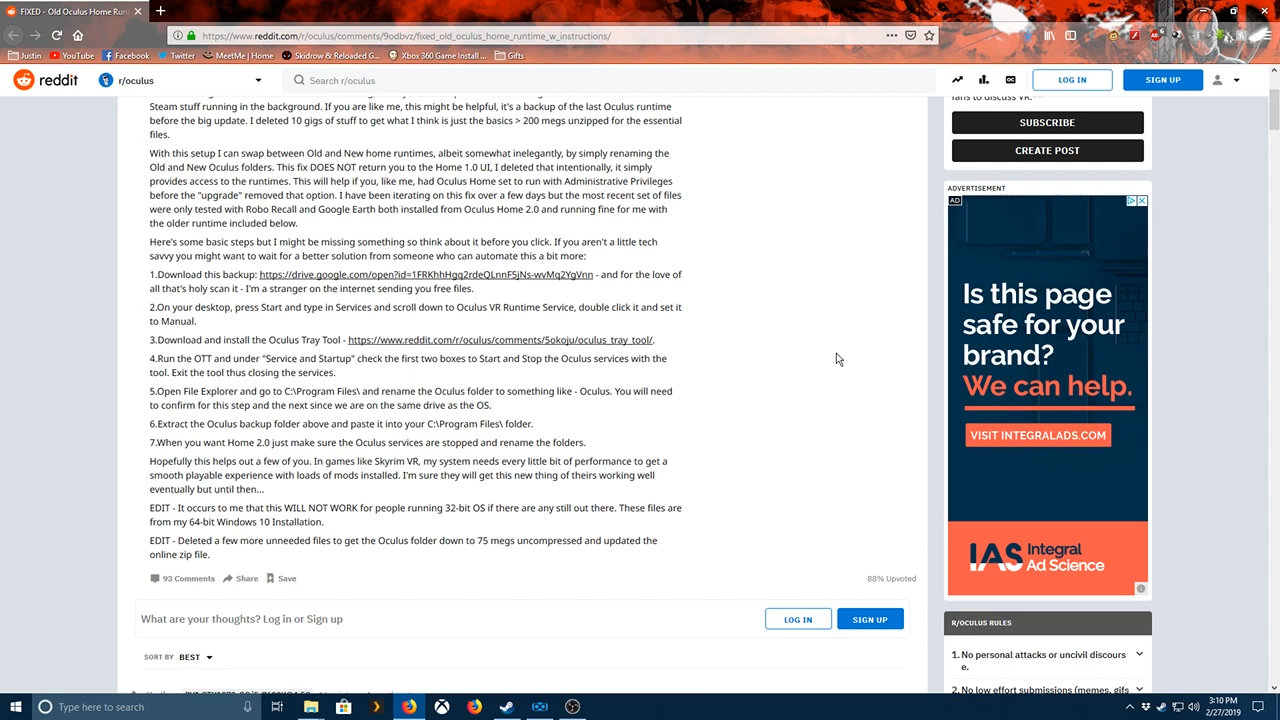 FIXED - Old Oculus Home Runt
https://www.reddit.com/r/oculus/comments/9odbvz/fixed_old_oculus_home_runtime_w_instructions/
Justin YouTube Facebook Twitter MeetMe | Home Skidrow & Reloaded G... Xbox 360 Game Install ... Gifts
reddit r/oculus Search r/oculus LOG IN SIGN UP
Steam stuff running in the background. If you are like me, this might be helpful, it's a backup of the last Oculus runtime
before the big update. I deleted 10 gigs of stuff to get what I think is just the basics > 200 megs unzipped for the essential
files.
With this setup I can swap between Old and New home runtimes, albeit somewhat inelegantly, by simply renaming the
Old and New Oculus folders. This fix DOES NOT return you to the Home 1.0 UI, I deleted that intentionally, it simply
provides access to the runtimes. This will help if you, like me, had Oculus Home set to run with Administrative Privileges
before the "upgrade" removed that option. I have been iterating on this fix over a few days but the most recent set of files
were only tested with Robo Recall and Google Earth both installed from Oculus Home 2.0 and running fine for me with
the older runtime included below.
Here's some basic steps but I might be missing something so think about it before you click. If you aren't a little tech
savvy you might want to wait for a better solution from someone who can automate this a bit more:
1.Download this backup: https://drive.google.com/open?id=1FRKhhHgq2rdeQLnnF5jNs-wvMq2YgVnn - and for the love of
all that's holy scan it - I'm a stranger on the internet sending you free files.
2.On your desktop, press Start and type in Services and scroll down to Oculus VR Runtime Service, double click it and set it
to Manual.
3.Download and install the Oculus Tray Tool - https://www.reddit.com/r/oculus/comments/5okoju/oculus_tray_tool/.
4.Run the OTT and under "Service and Startup" check the first two boxes to Start and Stop the Oculus services with the
tool. Exit the tool thus closing the services.
5.Open File Explorer and go to C:\Program Files\ and rename the Oculus folder to something like - Oculus. You will need
to confirm for this step and the next since we are on the same drive as the OS.
6.Extract the Oculus backup folder above and paste it into your C:\Program Files\ folder.
7.When you want Home 2.0 just make sure the Oculus services are stopped and rename the folders.
Hopefully this helps out a few of you. In games like Skyrim VR, my system needs every little bit of performance to get a
smooth playable experience with loads of mods installed. I'm sure they will get this new thing of theirs working well
eventually but until then...
EDIT - It occurs to me that this WILL NOT WORK for people running 32-bit OS if there are any still out there. These files are
from my 64-bit Windows 10 Installation.
EDIT - Deleted a few more unneeded files to get the Oculus folder down to 75 megs uncompressed and updated the
online zip file.
93 Comments Share Save 88% Upvoted
What are your thoughts? Log in or Sign up LOG IN SIGN UP
SORT BY BEST
fans to discuss VR.
SUBSCRIBE
CREATE POST
ADVERTISEMENT
AD
Is this page
safe for your
brand?
We can help.
VISIT INTEGRALADS.COM
IAS Integral
Ad Science
R/OCULUS RULES
1. No personal attacks or uncivil discours
e.
2. No low effort submissions (memes, gifs
Type here to search
3:10 PM
2/27/2019